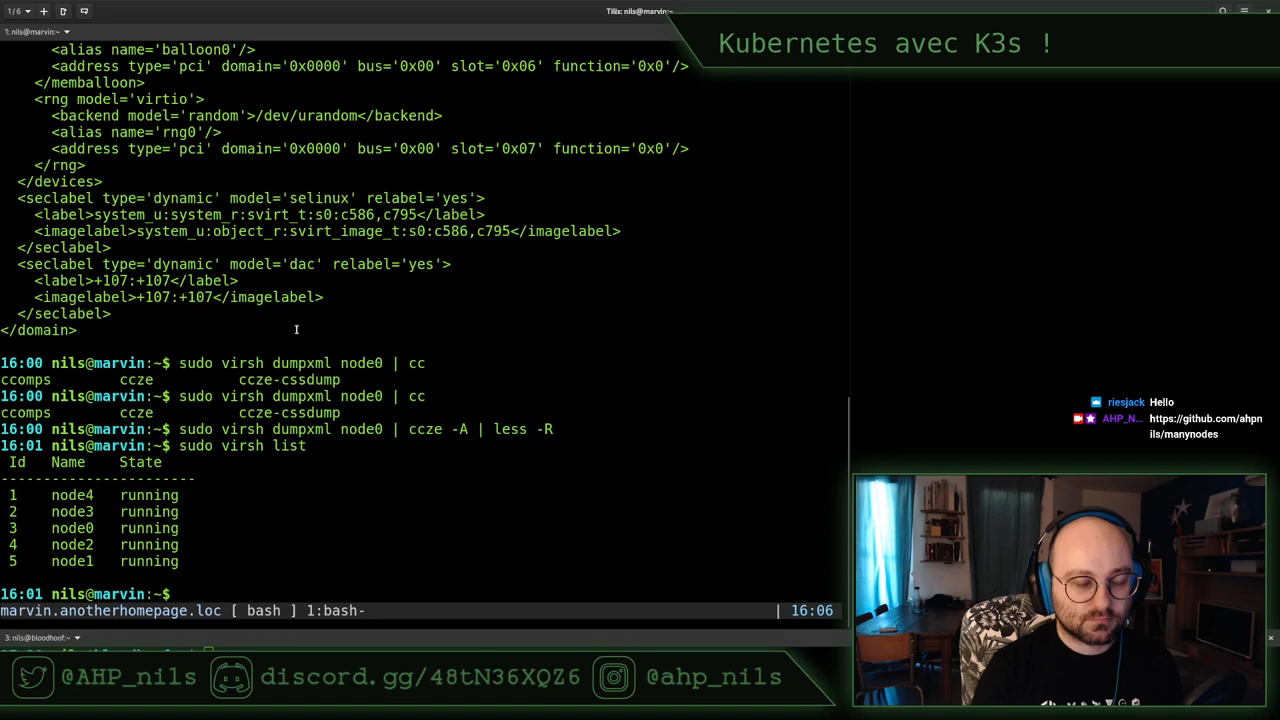 1/6
Tilix: nils@marvin:~
1: nils@marvin:~
Kubernetes avec K3s !
<alias name='balloon0'/>
<address type='pci' domain='0x0000' bus='0x00' slot='0x06' function='0x0'/>
</memballoon>
<rng model='virtio'>
<backend model='random'>/dev/urandom</backend>
<alias name='rng0'/>
<address type='pci' domain='0x0000' bus='0x00' slot='0x07' function='0x0'/>
</rng>
</devices>
<seclabel type='dynamic' model='selinux' relabel='yes'>
<label>system_u:system_r:svirt_t:s0:c586,c795</label>
<imagelabel>system_u:object_r:svirt_image_t:s0:c586,c795</imagelabel>
</seclabel>
<seclabel type='dynamic' model='dac' relabel='yes'>
<label>+107:+107</label>
<imagelabel>+107:+107</imagelabel>
</seclabel>
</domain>
16:00 nils@marvin:~$ sudo virsh dumpxml node0 | cc
ccomps ccze ccze-cssdump
16:00 nils@marvin:~$ sudo virsh dumpxml node0 | cc
ccomps ccze ccze-cssdump
16:00 nils@marvin:~$ sudo virsh dumpxml node0 | ccze -A | less -R
16:01 nils@marvin:~$ sudo virsh list
Id Name State
-----------------------
1 node4 running
2 node3 running
3 node0 running
4 node2 running
5 node1 running
16:01 nils@marvin:~$
marvin.anotherhomepage.loc [ bash ] 1:bash- | 16:06
riesjack Hello
AHP_N... https://github.com/ahpn
ils/manynodes
3: nils@bloodhoof:~
@AHP_nils discord.gg/48tN36XQZ6 @ahp_nils